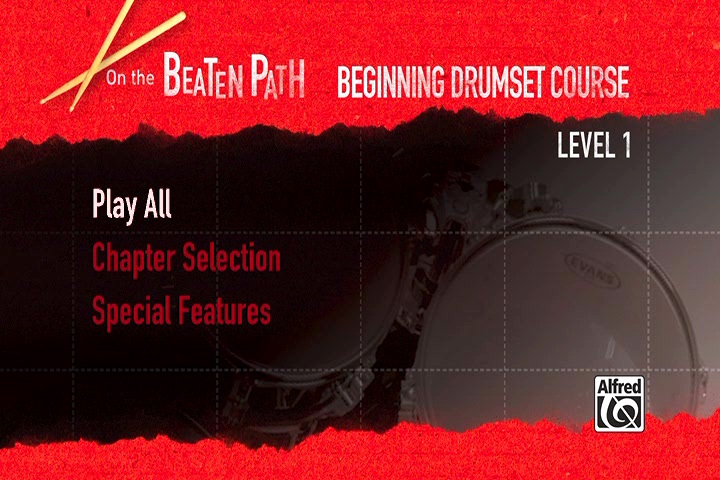 On the BEATEN PATH BEGINNING DRUMSET COURSE
LEVEL 1
Play All
Chapter Selection
EVANS
Special Features
Alfred